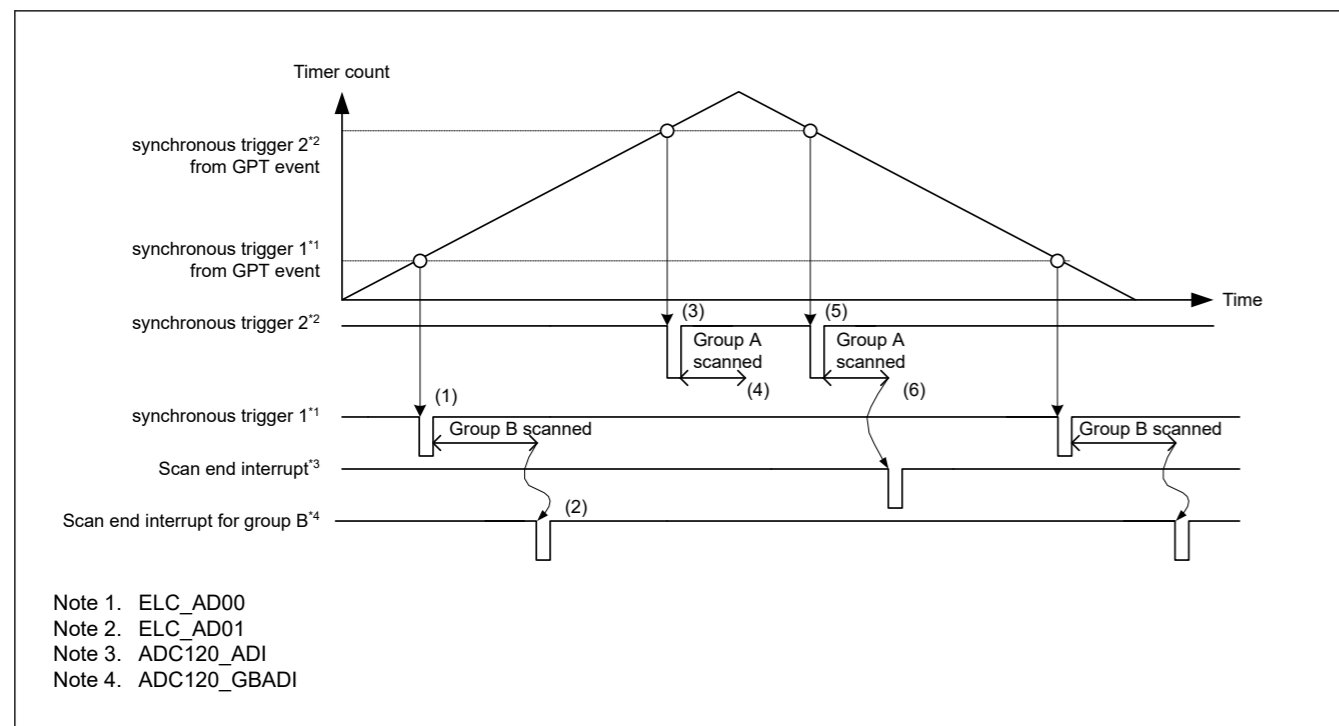 Timer count
synchronous trigger 2*2
from GPT event
synchronous trigger 1*1
from GPT event
Time
synchronous trigger 2*2
(3)
(5)
Group A
scanned
Group A
scanned
(4)
(6)
synchronous trigger 1*1
(1)
Group B scanned
Group B scanned
Scan end interrupt*3
Scan end interrupt for group B*4
(2)
Note 1. ELC_AD00
Note 2. ELC_AD01
Note 3. ADC120_ADI
Note 4. ADC120_GBADI